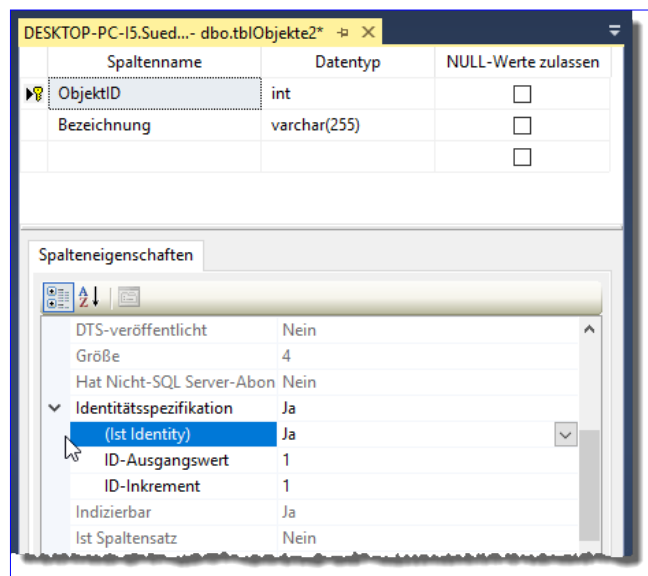 DESKTOP-PC-I5.Sued...- dbo.tblObjekte2*
Spaltenname Datentyp NULL-Werte zulassen
ObjektID int
Bezeichnung varchar(255)
Spalteneigenschaften
DTS-veröffentlicht Nein
Größe 4
Hat Nicht-SQL Server-Abon Nein
Identitätsspezifikation Ja
(Ist Identity) Ja
ID-Ausgangswert 1
ID-Inkrement 1
Indizierbar Ja
Ist Spaltensatz Nein